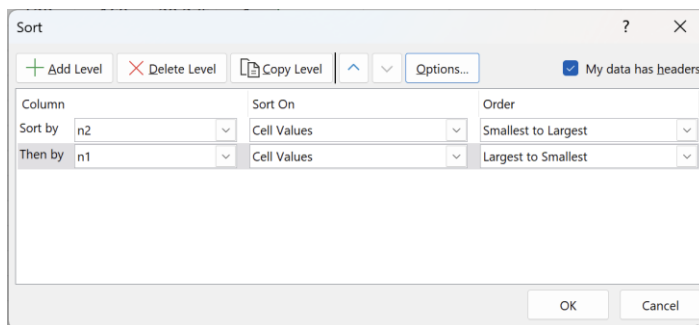 Sort ?
Add Level Delete Level Copy Level Options... My data has headers
Column Sort On Order
Sort by n2 Cell Values Smallest to Largest
Then by n1 Cell Values Largest to Smallest
OK Cancel